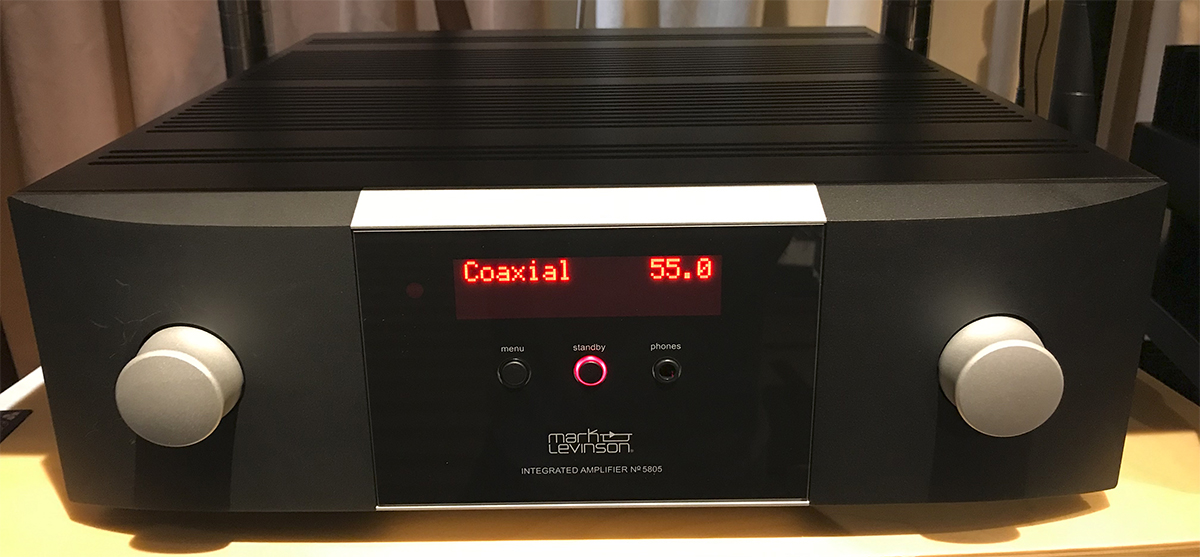 Coaxial 55.0
menu standby phones
mark
Levinson®
INTEGRATED AMPLIFIER Nº 5805